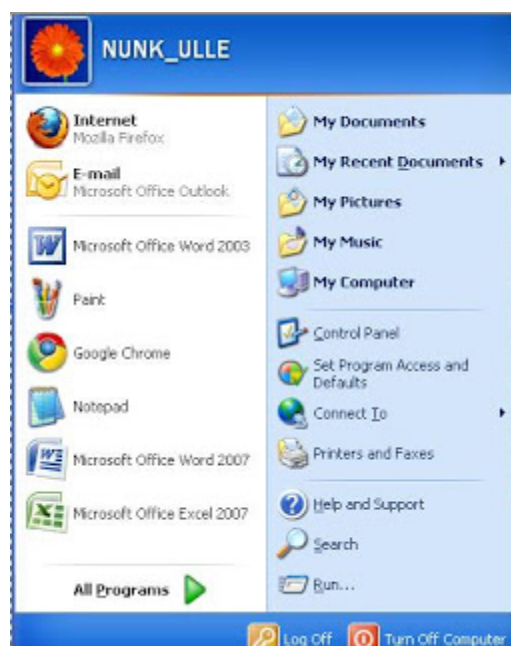 NUNK_ULLE
Internet
Mozilla Firefox
E-mail
Microsoft Office Outlook
Microsoft Office Word 2003
Paint
Google Chrome
Notepad
Microsoft Office Word 2007
Microsoft Office Excel 2007
All Programs
My Documents
My Recent Documents
My Pictures
My Music
My Computer
Control Panel
Set Program Access and
Defaults
Connect To
Printers and Faxes
Help and Support
Search
Run...
Log Off
Turn Off Computer